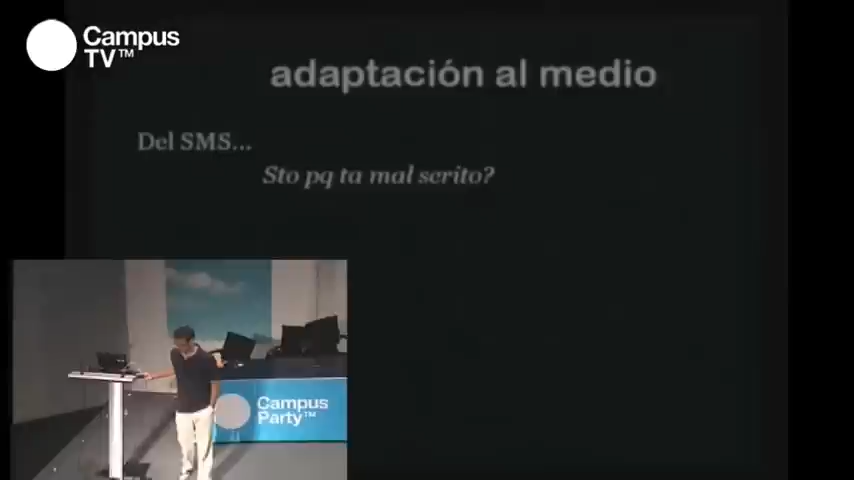 Campus
TV™
adaptación al medio
Del SMS...
Sto pq ta mal scrito?
Campus
Party™